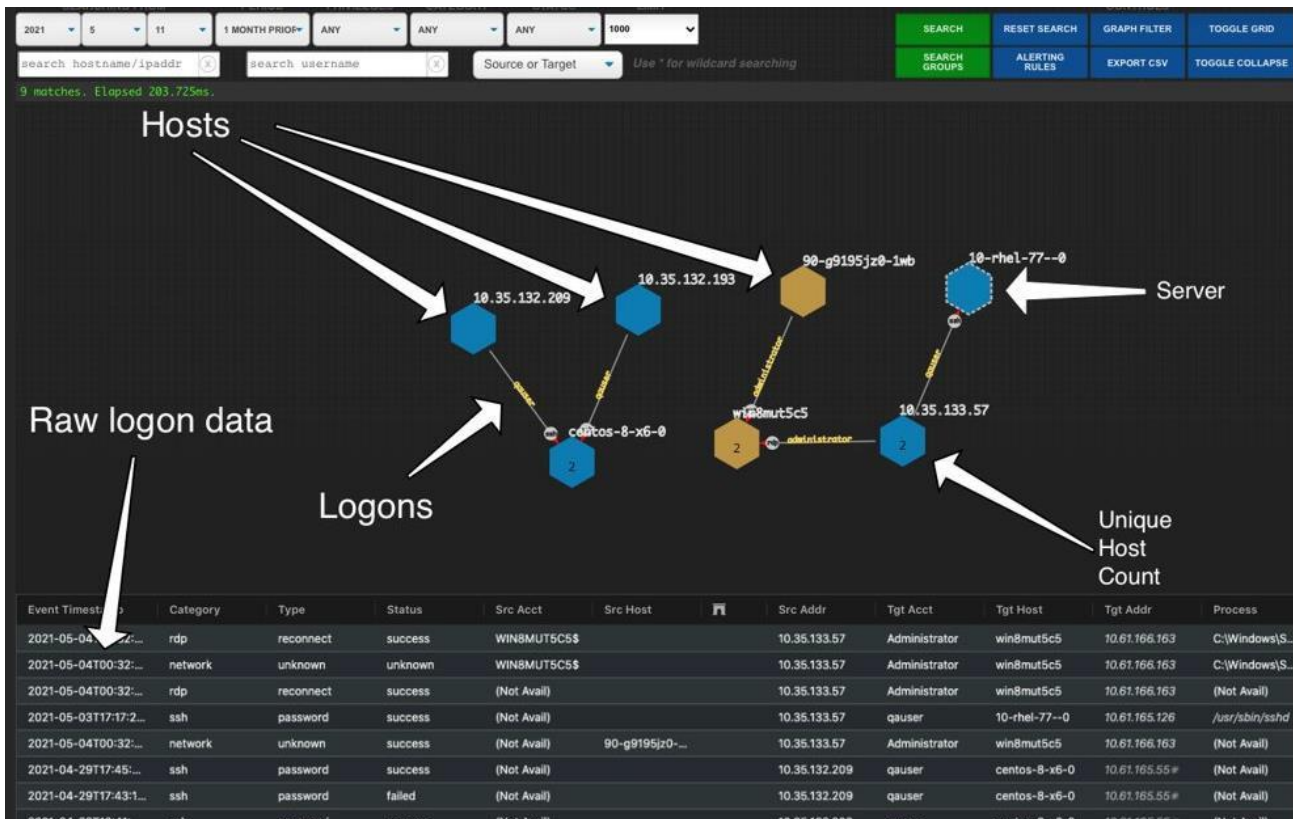 2021 5 11 1 MONTH PRIOR ANY ANY ANY 1000 SEARCH RESET SEARCH GRAPH FILTER TOGGLE GRID
search hostname/ipaddr search username Source or Target Use * for wildcard searching SEARCH GROUPS ALERTING RULES EXPORT CSV TOGGLE COLLAPSE
9 matches. Elapsed 203.725ms.
Hosts
90-g9195jz0-1wb 10-rhel-77--0
10.35.132.209 10.35.132.193
Server
administrator qauser
qauser qauser
Raw logon data
win8mut5c5 10.35.133.57
ssh centos-8-x6-0
2 2 administrator 2
Logons
Unique
Host
Count
Event Timestamp Category Type Status Src Acct Src Host Src Addr Tgt Acct Tgt Host Tgt Addr Process
2021-05-04 rdp reconnect success WIN8MUT5C5$ 10.35.133.57 Administrator win8mut5c5 10.61.166.163 C:\Windows\S...
2021-05-04T00:32:... network unknown unknown WIN8MUT5C5$ 10.35.133.57 Administrator win8mut5c5 10.61.166.163 C:\Windows\S...
2021-05-04T00:32:... rdp reconnect success (Not Avail) 10.35.133.57 Administrator win8mut5c5 10.61.166.163 (Not Avail)
2021-05-03T17:17:2... ssh password success (Not Avail) 10.35.133.57 qauser 10-rhel-77--0 10.61.165.126 /usr/sbin/sshd
2021-05-04T00:32:... network unknown success (Not Avail) 90-g9195jz0-... 10.35.133.57 Administrator win8mut5c5 10.61.166.163 (Not Avail)
2021-04-29T17:45:... ssh password success (Not Avail) 10.35.132.209 qauser centos-8-x6-0 10.61.165.55# (Not Avail)
2021-04-29T17:43:1... ssh password failed (Not Avail) 10.35.132.209 qauser centos-8-x6-0 10.61.165.55# (Not Avail)